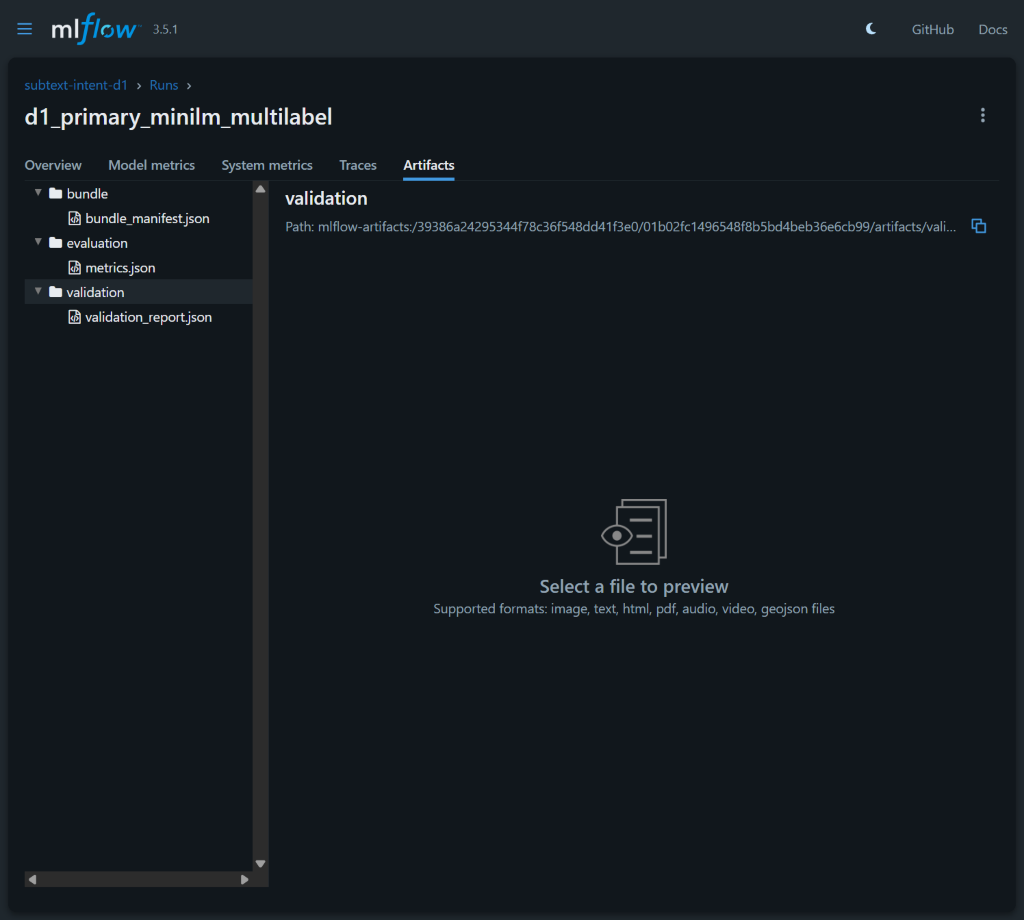 mlflow™ 3.5.1 GitHub Docs
subtext-intent-d1 › Runs ›
d1_primary_minilm_multilabel
Overview Model metrics System metrics Traces Artifacts
bundle
bundle_manifest.json
evaluation
metrics.json
validation
validation_report.json
validation
Path: mlflow-artifacts:/39386a24295344f78c36f548dd41f3e0/01b02fc1496548f8b5bd4beb36e6cb99/artifacts/vali...
Select a file to preview
Supported formats: image, text, html, pdf, audio, video, geojson files